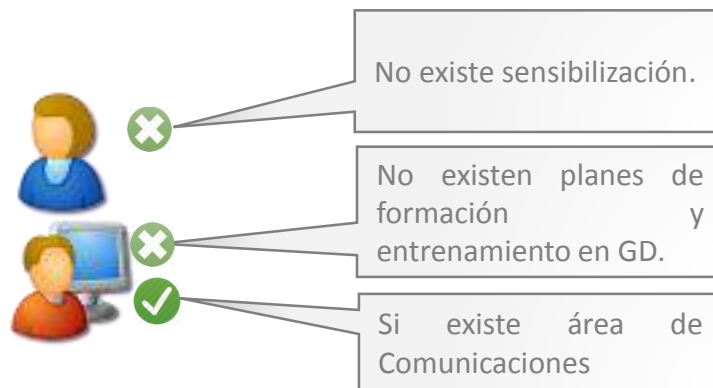 No existe sensibilización.
No existen planes de
formación y
entrenamiento en GD.
Si existe área de
Comunicaciones